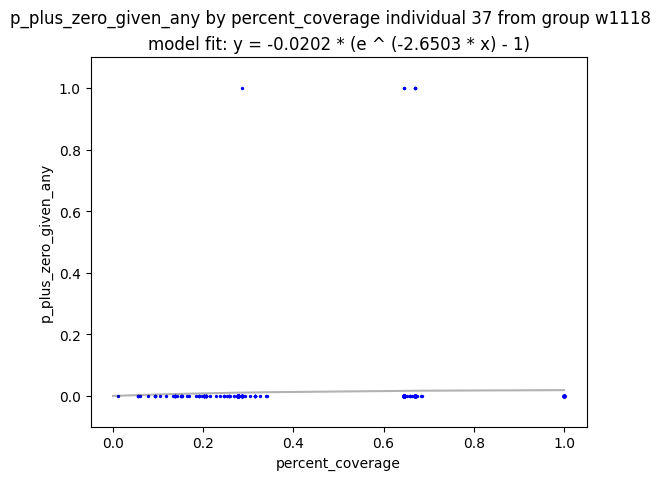 p_plus_zero_given_any by percent_coverage individual 37 from group w1118
model fit: y = -0.0202 * (e ^ (-2.6503 * x) - 1)
1.0
0.8
0.6
0.4
0.2
0.0
p_plus_zero_given_any
0.0 0.2 0.4 0.6 0.8 1.0
percent_coverage